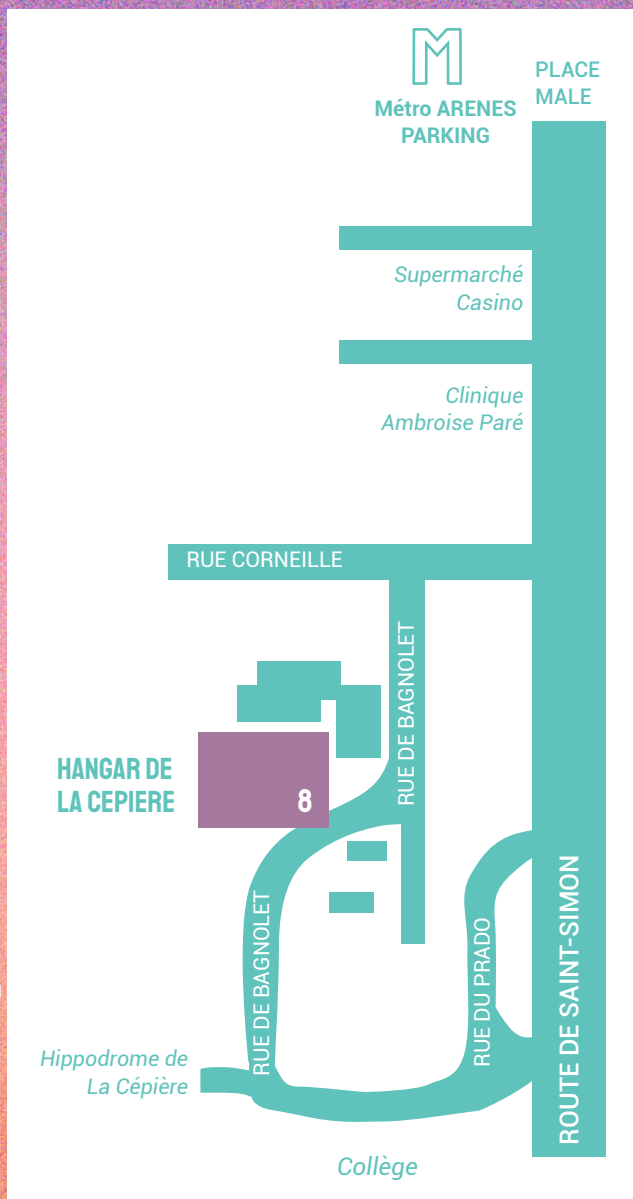 M
PLACE
MALE
Métro ARENES
PARKING
Supermarché
Casino
Clinique
Ambroise Paré
RUE CORNEILLE
RUE DE BAGNOLET
HANGAR DE
LA CEPIERE
8
RUE DE BAGNOLET
RUE DU PRADO
ROUTE DE SAINT-SIMON
Hippodrome de
La Cépière
Collège